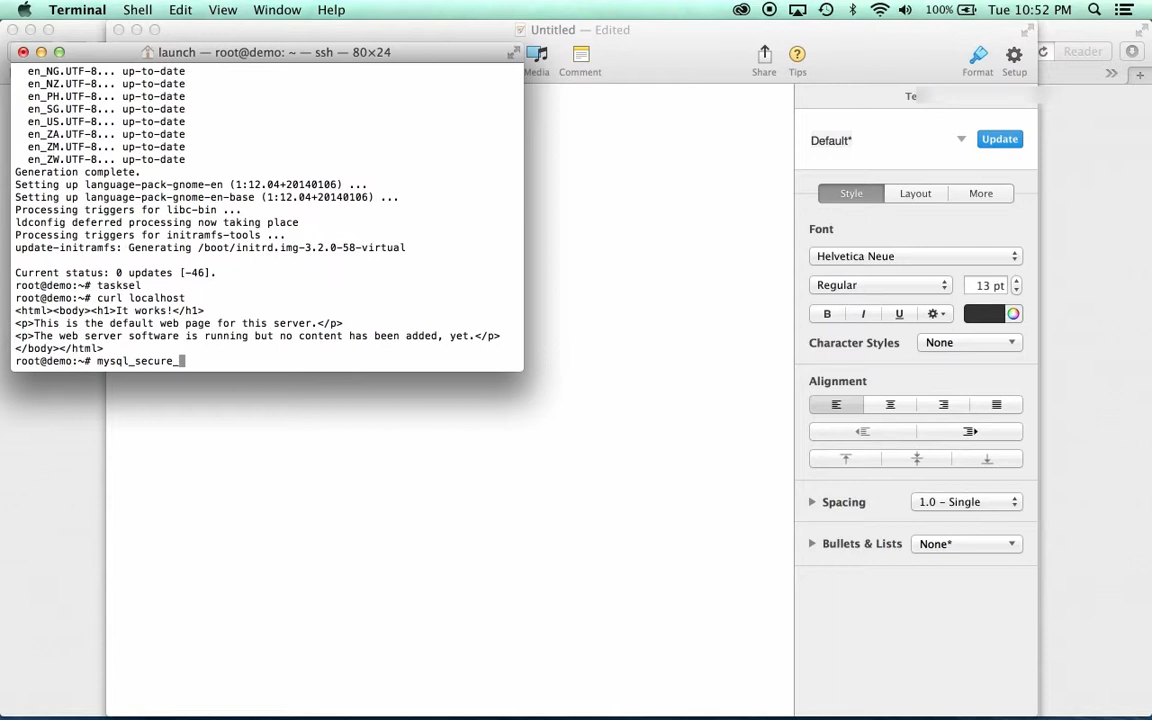 Terminal Shell Edit View Window Help 100% Tue 10:52 PM
Untitled — Edited
launch — root@demo: ~ — ssh — 80×24
Media Comment Share Tips Format Setup Reader
en_NG.UTF-8... up-to-date
en_NZ.UTF-8... up-to-date
en_PH.UTF-8... up-to-date
en_SG.UTF-8... up-to-date
en_US.UTF-8... up-to-date
en_ZA.UTF-8... up-to-date
en_ZM.UTF-8... up-to-date
en_ZW.UTF-8... up-to-date
Generation complete.
Setting up language-pack-gnome-en (1:12.04+20140106) ...
Setting up language-pack-gnome-en-base (1:12.04+20140106) ...
Processing triggers for libc-bin ...
ldconfig deferred processing now taking place
Processing triggers for initramfs-tools ...
update-initramfs: Generating /boot/initrd.img-3.2.0-58-virtual
Current status: 0 updates [-46].
root@demo:~# tasksel
root@demo:~# curl localhost
<html><body><h1>It works!</h1>
<p>This is the default web page for this server.</p>
<p>The web server software is running but no content has been added, yet.</p>
</body></html>
root@demo:~# mysql_secure_
Default* Update
Style Layout More
Font
Helvetica Neue
Regular 13 pt
B I U
Character Styles None
Alignment
Spacing 1.0 – Single
Bullets & Lists None*